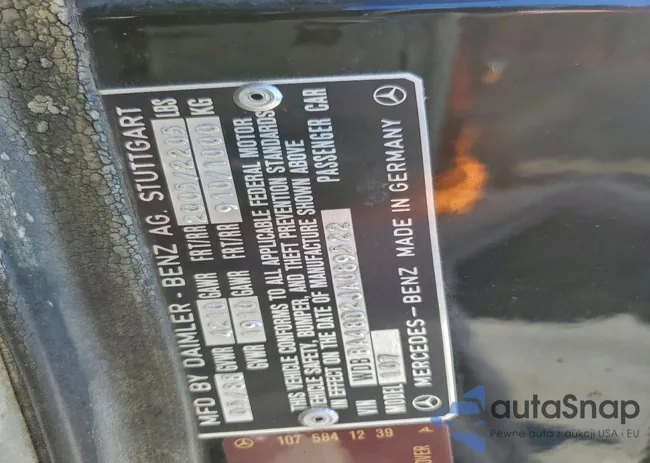 MFD BY DAIMLER - BENZ AG. STUTTGART
GVWR GAWR FRT/RR 2005/2205 LBS
GVWR GAWR FRT/RR 910/1000 KG
THIS VEHICLE CONFORMS TO ALL APPLICABLE FEDERAL MOTOR
VEHICLE SAFETY, BUMPER, AND THEFT PREVENTION STANDARDS
IN EFFECT ON THE DATE OF MANUFACTURE SHOWN ABOVE
VIN PASSENGER CAR
MODEL 107
MERCEDES-BENZ MADE IN GERMANY
107 584 12 39
autaSnap
Pewne auta z aukcji USA i EU